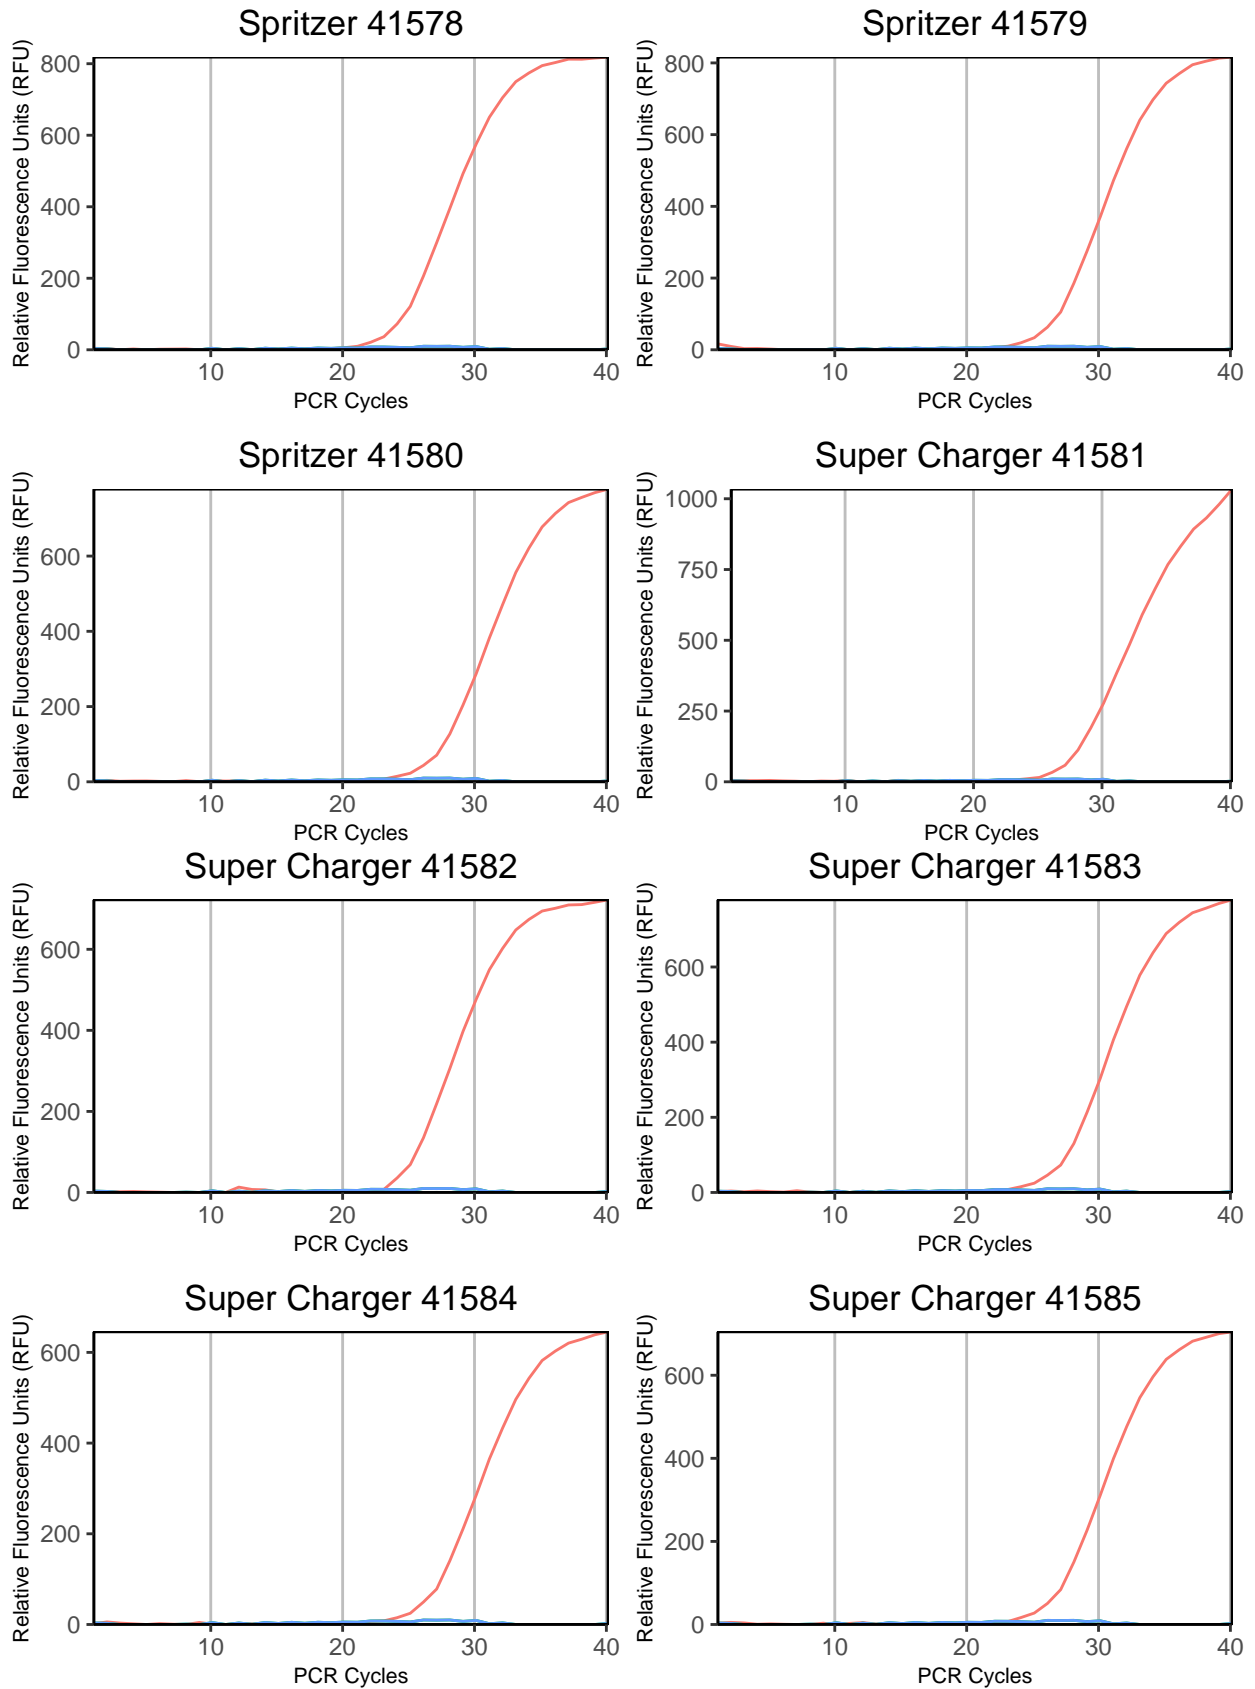 Spritzer 41578
Relative Fluorescence Units (RFU)
800
600
400
200
0
10
20
30
40
PCR Cycles
Spritzer 41579
Relative Fluorescence Units (RFU)
800
600
400
200
0
10
20
30
40
PCR Cycles
Spritzer 41580
Relative Fluorescence Units (RFU)
600
400
200
0
10
20
30
40
PCR Cycles
Super Charger 41581
Relative Fluorescence Units (RFU)
1000
750
500
250
0
10
20
30
40
PCR Cycles
Super Charger 41582
Relative Fluorescence Units (RFU)
600
400
200
0
10
20
30
40
PCR Cycles
Super Charger 41583
Relative Fluorescence Units (RFU)
600
400
200
0
10
20
30
40
PCR Cycles
Super Charger 41584
Relative Fluorescence Units (RFU)
600
400
200
0
10
20
30
40
PCR Cycles
Super Charger 41585
Relative Fluorescence Units (RFU)
600
400
200
0
10
20
30
40
PCR Cycles